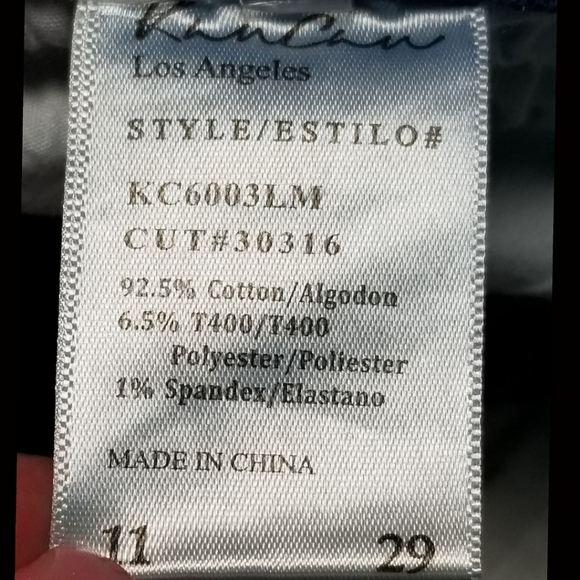 KanCan
Los Angeles
STYLE/ESTILO#
KC6003LM
CUT#30316
92.5% Cotton/Algodon
6.5% T400/T400
Polyester/Poliester
1% Spandex/Elastano
MADE IN CHINA
11 29